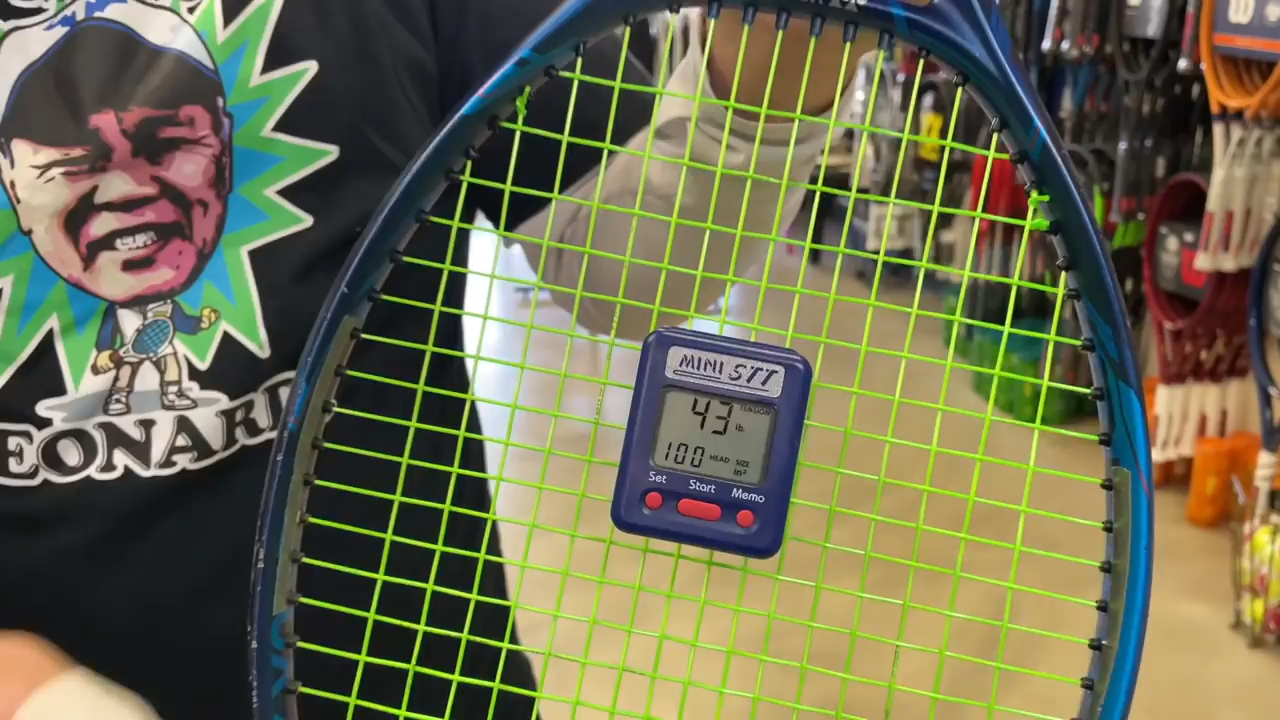 MINI STT
43 TENSION
lb.
100 HEAD SIZE
in²
Set Start Memo
EONARD